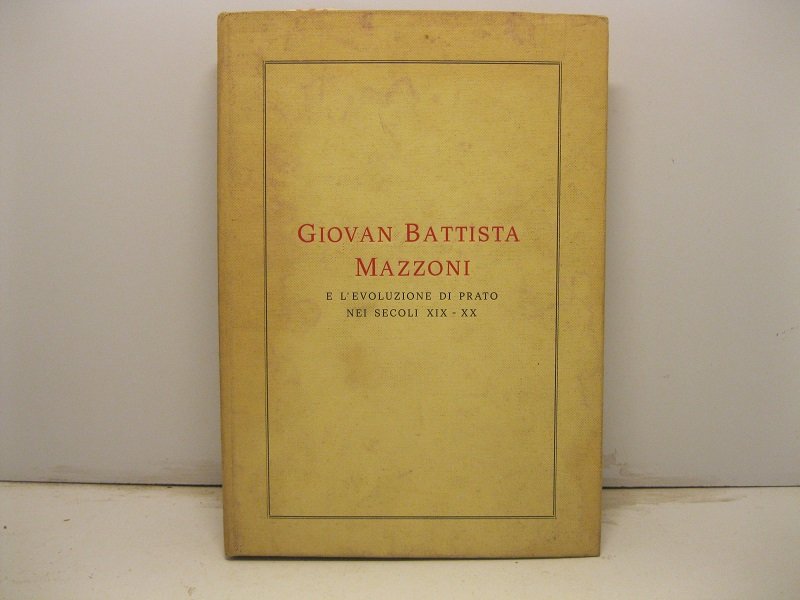 GIOVAN BATTISTA
MAZZONI
E L'EVOLUZIONE DI PRATO
NEI SECOLI XIX - XX